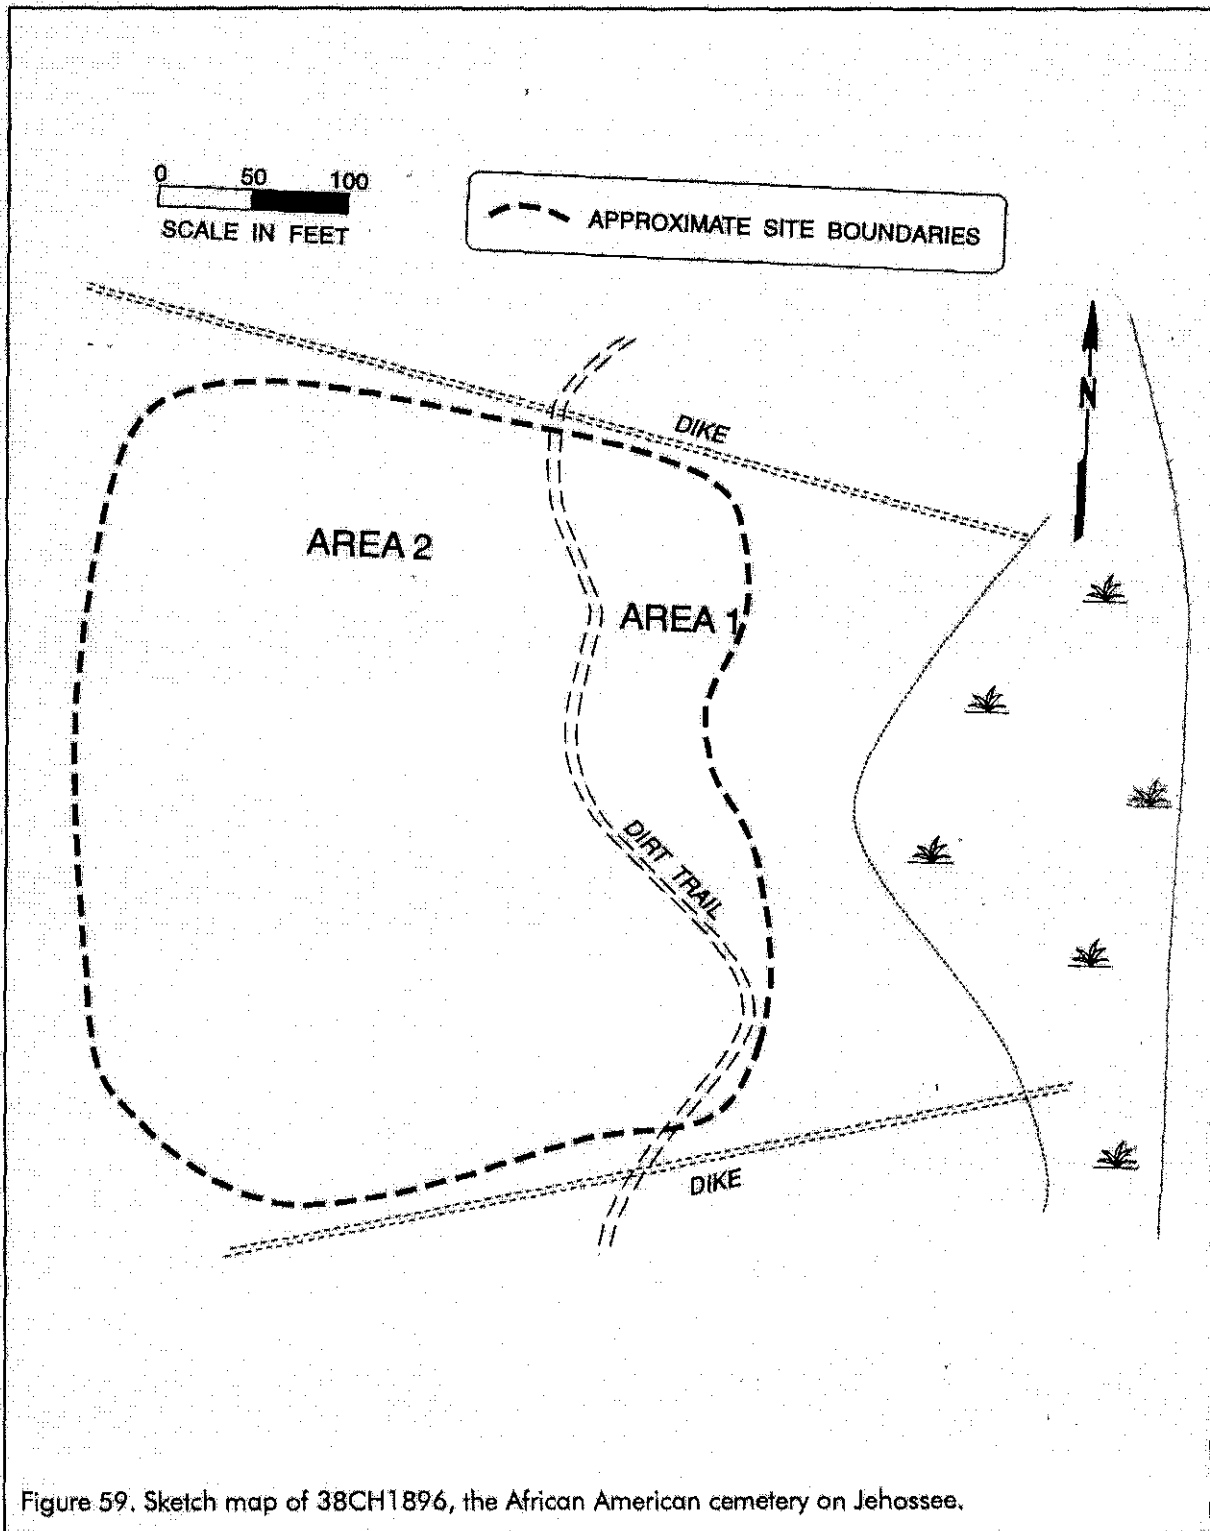 0 50 100
SCALE IN FEET
APPROXIMATE SITE BOUNDARIES
DIKE
N
AREA 2
AREA 1
DIRT TRAIL
DIKE
Figure 59. Sketch map of 38CH1896, the African American cemetery on Jehossee.